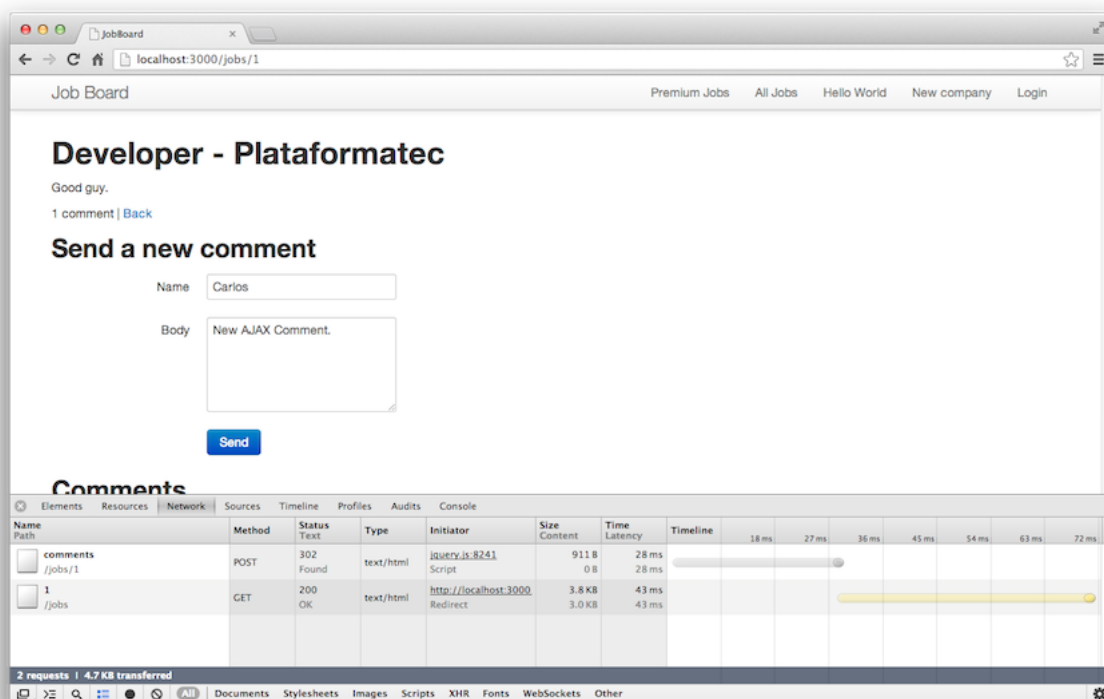 JobBoard
localhost:3000/jobs/1
Job Board Premium Jobs All Jobs Hello World New company Login
Developer - Plataformatec
Good guy.
1 comment | Back
Send a new comment
Name Carlos
Body New AJAX Comment.
Send
Comments
Elements Resources Network Sources Timeline Profiles Audits Console
Name Method Status Type Initiator Size Time Timeline
Path Text Content Latency 18 ms 27 ms 36 ms 45 ms 54 ms 63 ms 72 ms
comments POST 302 text/html jquery.js:8241 911 B 28 ms
/jobs/1 Found Script 0 B 28 ms
1 GET 200 text/html http://localhost:3000 3.8 KB 43 ms
/jobs OK Redirect 3.0 KB 43 ms
2 requests | 4.7 KB transferred
All Documents Stylesheets Images Scripts XHR Fonts WebSockets Other